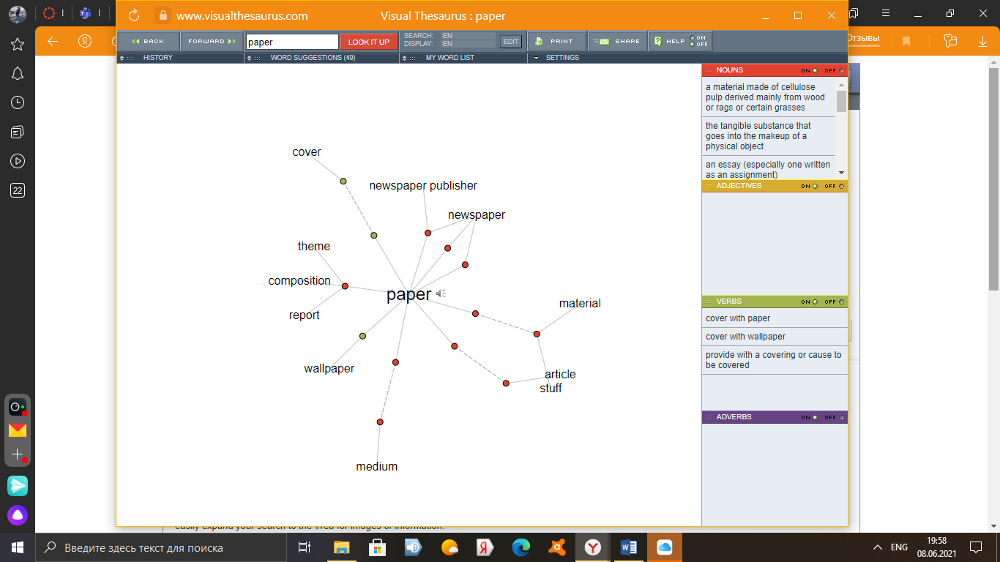 www.visualthesaurus.com
Visual Thesaurus : paper
BACK
FORWARD
paper
LOOK IT UP
SEARCH: EN
DISPLAY: EN
EDIT
PRINT
SHARE
HELP
ON
OFF
HISTORY
WORD SUGGESTIONS (49)
MY WORD LIST
SETTINGS
Отзывы
22
cover
newspaper publisher
newspaper
theme
composition
report
paper
material
wallpaper
article
stuff
medium
NOUNS ON OFF
a material made of cellulose
pulp derived mainly from wood
or rags or certain grasses
the tangible substance that
goes into the makeup of a
physical object
an essay (especially one written
as an assignment)
ADJECTIVES ON OFF
VERBS ON OFF
cover with paper
cover with wallpaper
provide with a covering or cause to
be covered
ADVERBS ON OFF
easily expand your search to the Web for images or information.
Введите здесь текст для поиска
ENG
19:58
08.06.2021